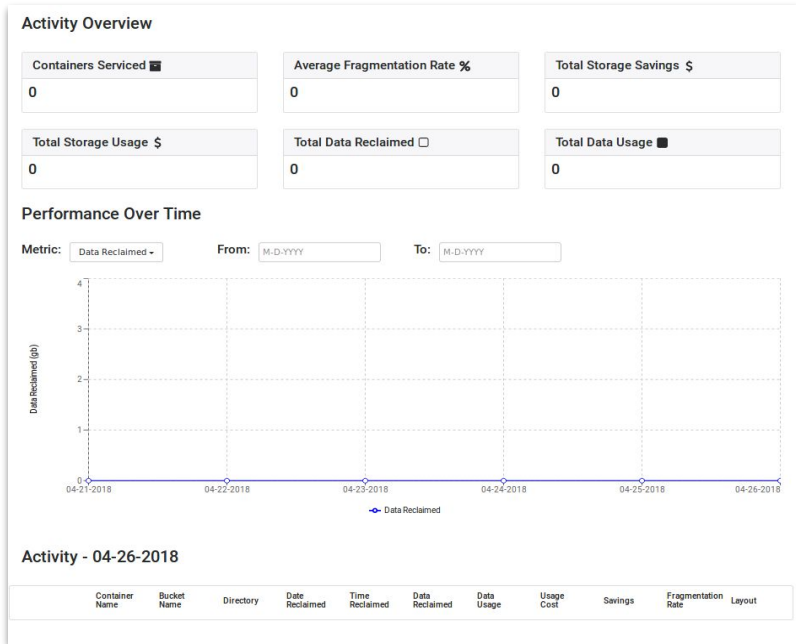 Activity Overview
Containers Serviced
Average Fragmentation Rate %
Total Storage Savings $
0
0
0
Total Storage Usage $
Total Data Reclaimed
Total Data Usage
0
0
0
Performance Over Time
Metric: Data Reclaimed From: M-D-YYYY To: M-D-YYYY
4
3
2
1
0
Data Reclaimed (gb)
04-21-2018 04-22-2018 04-23-2018 04-24-2018 04-25-2018 04-26-2018
Data Reclaimed
Activity - 04-26-2018
Container Name
Bucket Name
Directory
Date Reclaimed
Time Reclaimed
Data Reclaimed
Data Usage
Usage Cost
Savings
Fragmentation Rate
Layout